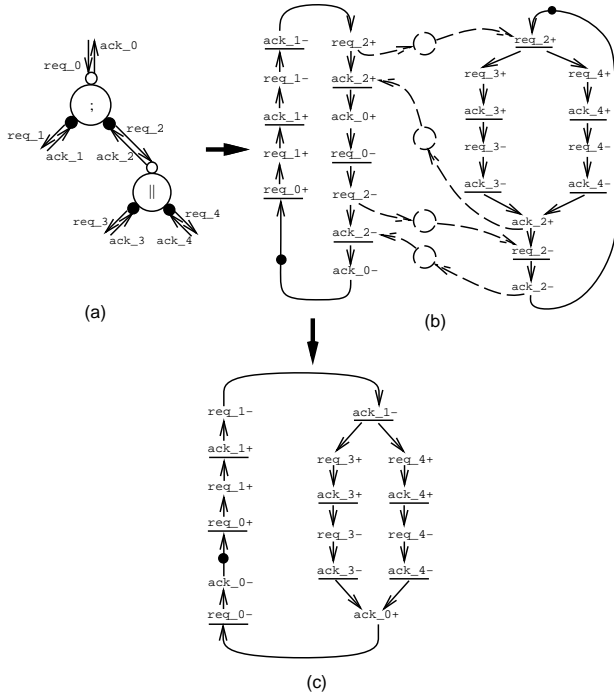 ack_0
req_0
;
req_1
req_2
ack_1
ack_2
||
req_3
req_4
ack_3
ack_4
(a)
ack_1-
req_1-
ack_1+
req_1+
req_0+
req_2+
ack_2+
ack_0+
req_0-
req_2-
ack_2-
ack_0-
req_2+
req_3+
req_4+
ack_3+
ack_4+
req_3-
req_4-
ack_3-
ack_4-
ack_2+
req_2-
ack_2-
(b)
req_1-
ack_1+
req_1+
req_0+
ack_0-
req_0-
ack_1-
req_3+
req_4+
ack_3+
ack_4+
req_3-
req_4-
ack_3-
ack_4-
ack_0+
(c)